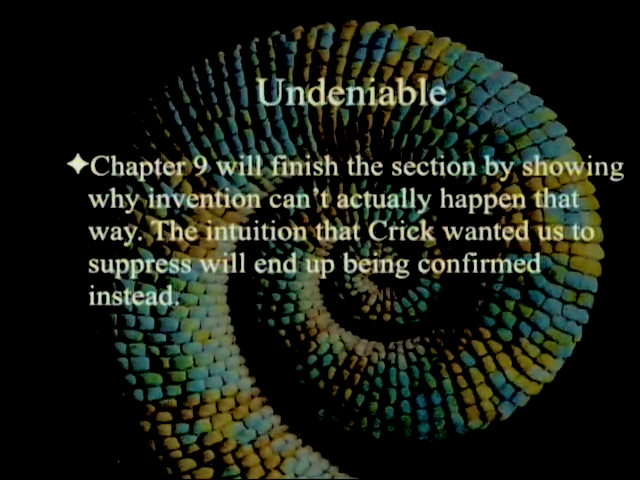 Undeniable
Chapter 9 will finish the section by showing
why invention can't actually happen that
way. The intuition that Crick wanted us to
suppress will end up being confirmed
instead.